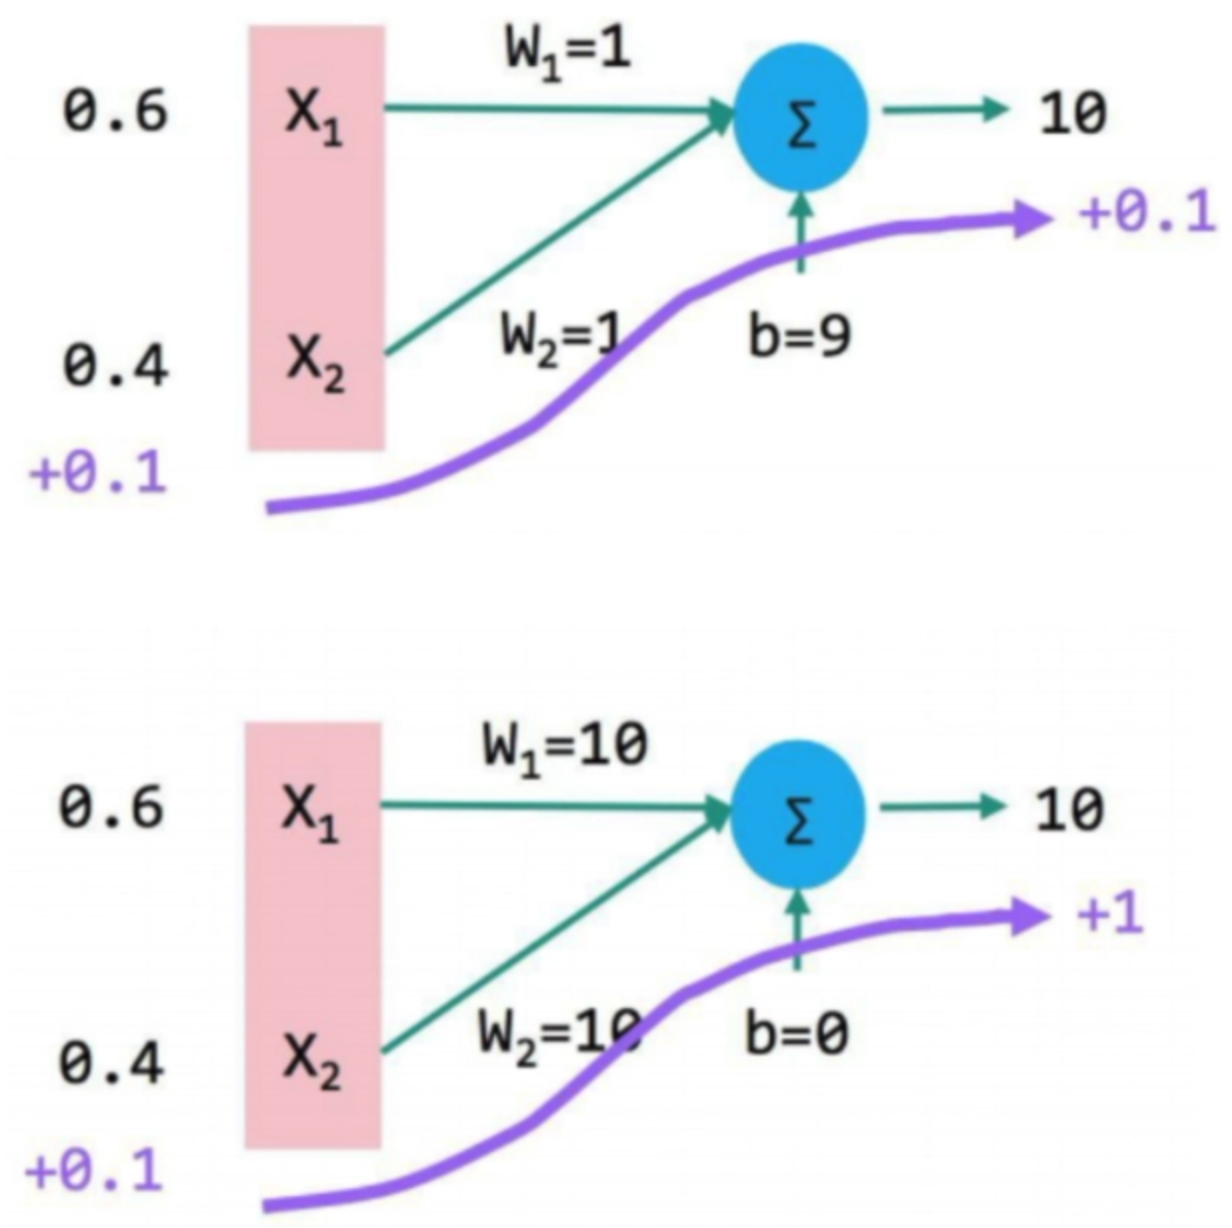 W₁=1
0.6 X₁ Σ 10
+0.1
W₂=1 b=9
0.4 X₂
+0.1
W₁=10
0.6 X₁ Σ 10
+1
W₂=10 b=0
0.4 X₂
+0.1